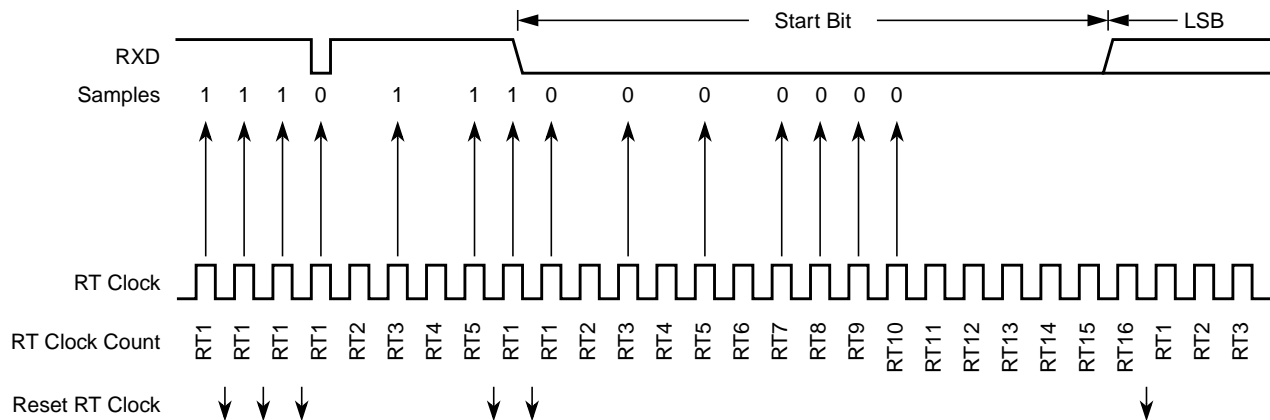 Start Bit LSB
RXD
Samples 1 1 1 0 1 1 1 0 0 0 0 0 0 0
RT Clock
RT Clock Count RT1 RT1 RT1 RT1 RT2 RT3 RT4 RT5 RT1 RT1 RT2 RT3 RT4 RT5 RT6 RT7 RT8 RT9 RT10 RT11 RT12 RT13 RT14 RT15 RT16 RT1 RT2 RT3
Reset RT Clock